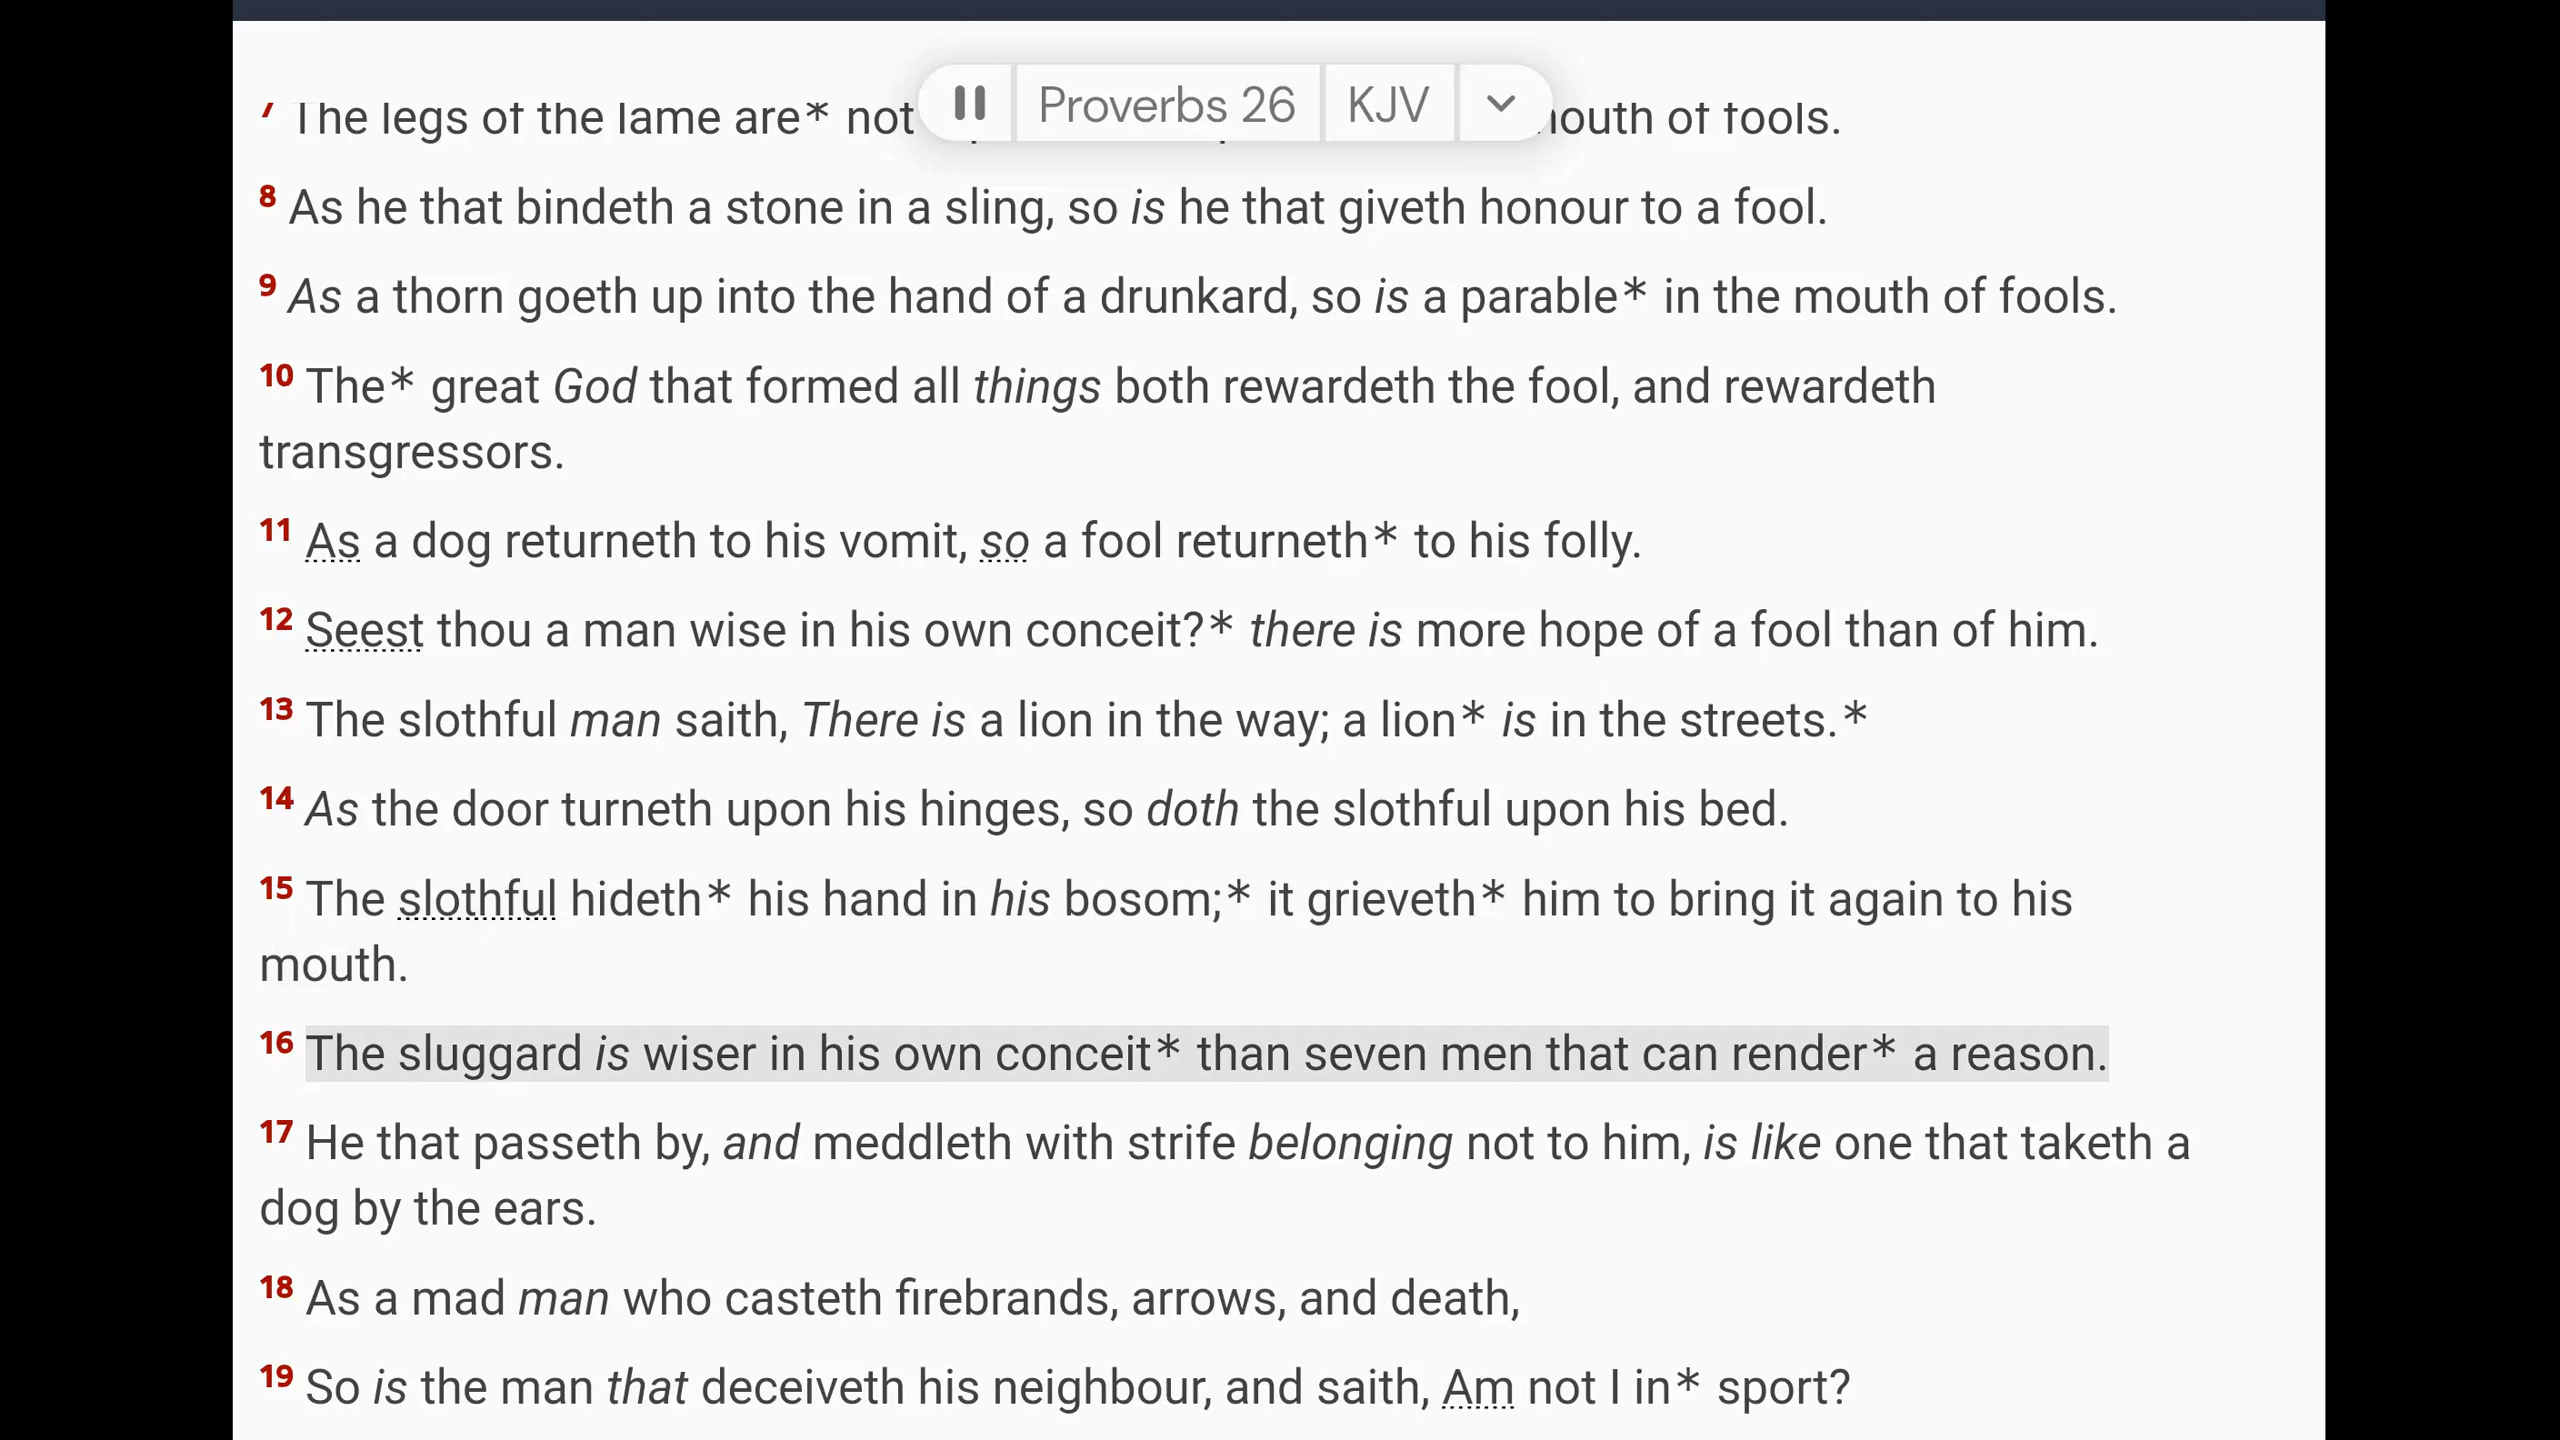 Proverbs 26 KJV
7 The legs of the lame are* not mouth of fools.
8 As he that bindeth a stone in a sling, so is he that giveth honour to a fool.
9 As a thorn goeth up into the hand of a drunkard, so is a parable* in the mouth of fools.
10 The* great God that formed all things both rewardeth the fool, and rewardeth
transgressors.
11 As a dog returneth to his vomit, so a fool returneth* to his folly.
12 Seest thou a man wise in his own conceit?* there is more hope of a fool than of him.
13 The slothful man saith, There is a lion in the way; a lion* is in the streets.*
14 As the door turneth upon his hinges, so doth the slothful upon his bed.
15 The slothful hideth* his hand in his bosom;* it grieveth* him to bring it again to his
mouth.
16 The sluggard is wiser in his own conceit* than seven men that can render* a reason.
17 He that passeth by, and meddleth with strife belonging not to him, is like one that taketh a
dog by the ears.
18 As a mad man who casteth firebrands, arrows, and death,
19 So is the man that deceiveth his neighbour, and saith, Am not I in* sport?